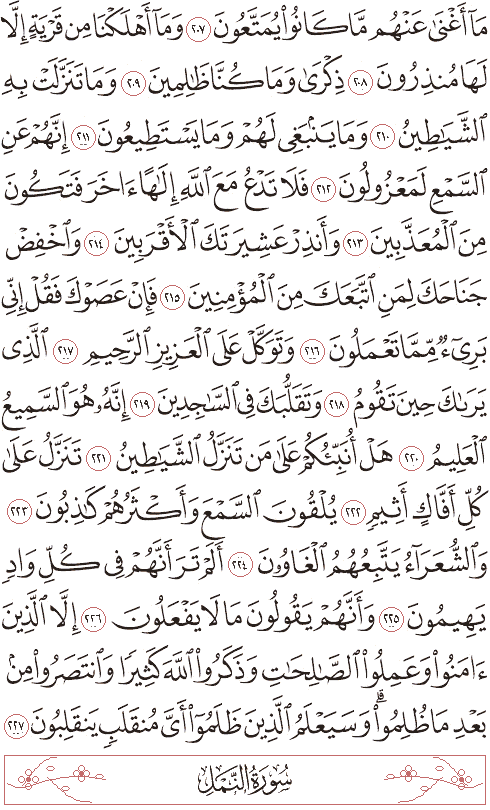 مَآ أَغْنَىٰ عَنْهُم مَّا كَانُوا۟ يُمَتَّعُونَ ٢٠٧ وَمَآ أَهْلَكْنَا مِن قَرْيَةٍ إِلَّا
لَهَا مُنذِرُونَ ٢٠٨ ذِكْرَىٰ وَمَا كُنَّا ظَـٰلِمِينَ ٢٠٩ وَمَا تَنَزَّلَتْ بِهِ
ٱلشَّيَـٰطِينُ ٢١٠ وَمَا يَنۢبَغِى لَهُمْ وَمَا يَسْتَطِيعُونَ ٢١١ إِنَّهُمْ عَنِ
ٱلسَّمْعِ لَمَعْزُولُونَ ٢١٢ فَلَا تَدْعُ مَعَ ٱللَّهِ إِلَـٰهًا ءَاخَرَ فَتَكُونَ
مِنَ ٱلْمُعَذَّبِينَ ٢١٣ وَأَنذِرْ عَشِيرَتَكَ ٱلْأَقْرَبِينَ ٢١٤ وَٱخْفِضْ
جَنَاحَكَ لِمَنِ ٱتَّبَعَكَ مِنَ ٱلْمُؤْمِنِينَ ٢١٥ فَإِنْ عَصَوْكَ فَقُلْ إِنِّى
بَرِىٓءٌ مِّمَّا تَعْمَلُونَ ٢١٦ وَتَوَكَّلْ عَلَى ٱلْعَزِيزِ ٱلرَّحِيمِ ٢١٧ ٱلَّذِى
يَرَىٰكَ حِينَ تَقُومُ ٢١٨ وَتَقَلُّبَكَ فِى ٱلسَّـٰجِدِينَ ٢١٩ إِنَّهُۥ هُوَ ٱلسَّمِيعُ
ٱلْعَلِيمُ ٢٢٠ هَلْ أُنَبِّئُكُمْ عَلَىٰ مَن تَنَزَّلُ ٱلشَّيَـٰطِينُ ٢٢١ تَنَزَّلُ عَلَىٰ
كُلِّ أَفَّاكٍ أَثِيمٍ ٢٢٢ يُلْقُونَ ٱلسَّمْعَ وَأَكْثَرُهُمْ كَـٰذِبُونَ ٢٢٣
وَٱلشُّعَرَآءُ يَتَّبِعُهُمُ ٱلْغَاوُۥنَ ٢٢٤ أَلَمْ تَرَ أَنَّهُمْ فِى كُلِّ وَادٍ
يَهِيمُونَ ٢٢٥ وَأَنَّهُمْ يَقُولُونَ مَا لَا يَفْعَلُونَ ٢٢٦ إِلَّا ٱلَّذِينَ
ءَامَنُوا۟ وَعَمِلُوا۟ ٱلصَّـٰلِحَـٰتِ وَذَكَرُوا۟ ٱللَّهَ كَثِيرًا وَٱنتَصَرُوا۟ مِنۢ
بَعْدِ مَا ظُلِمُوا۟ ۗ وَسَيَعْلَمُ ٱلَّذِينَ ظَلَمُوٓا۟ أَىَّ مُنقَلَبٍ يَنقَلِبُونَ ٢٢٧
سُورَةُ النَّمْلِ